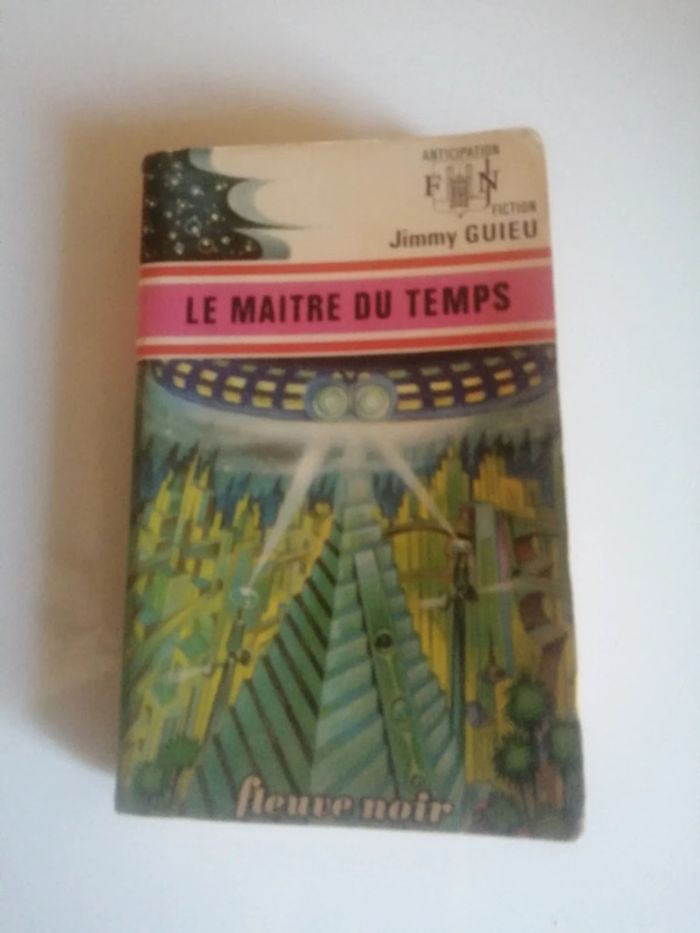 ANTICIPATION
FN
FICTION
Jimmy GUIEU
LE MAITRE DU TEMPS
fleuve noir